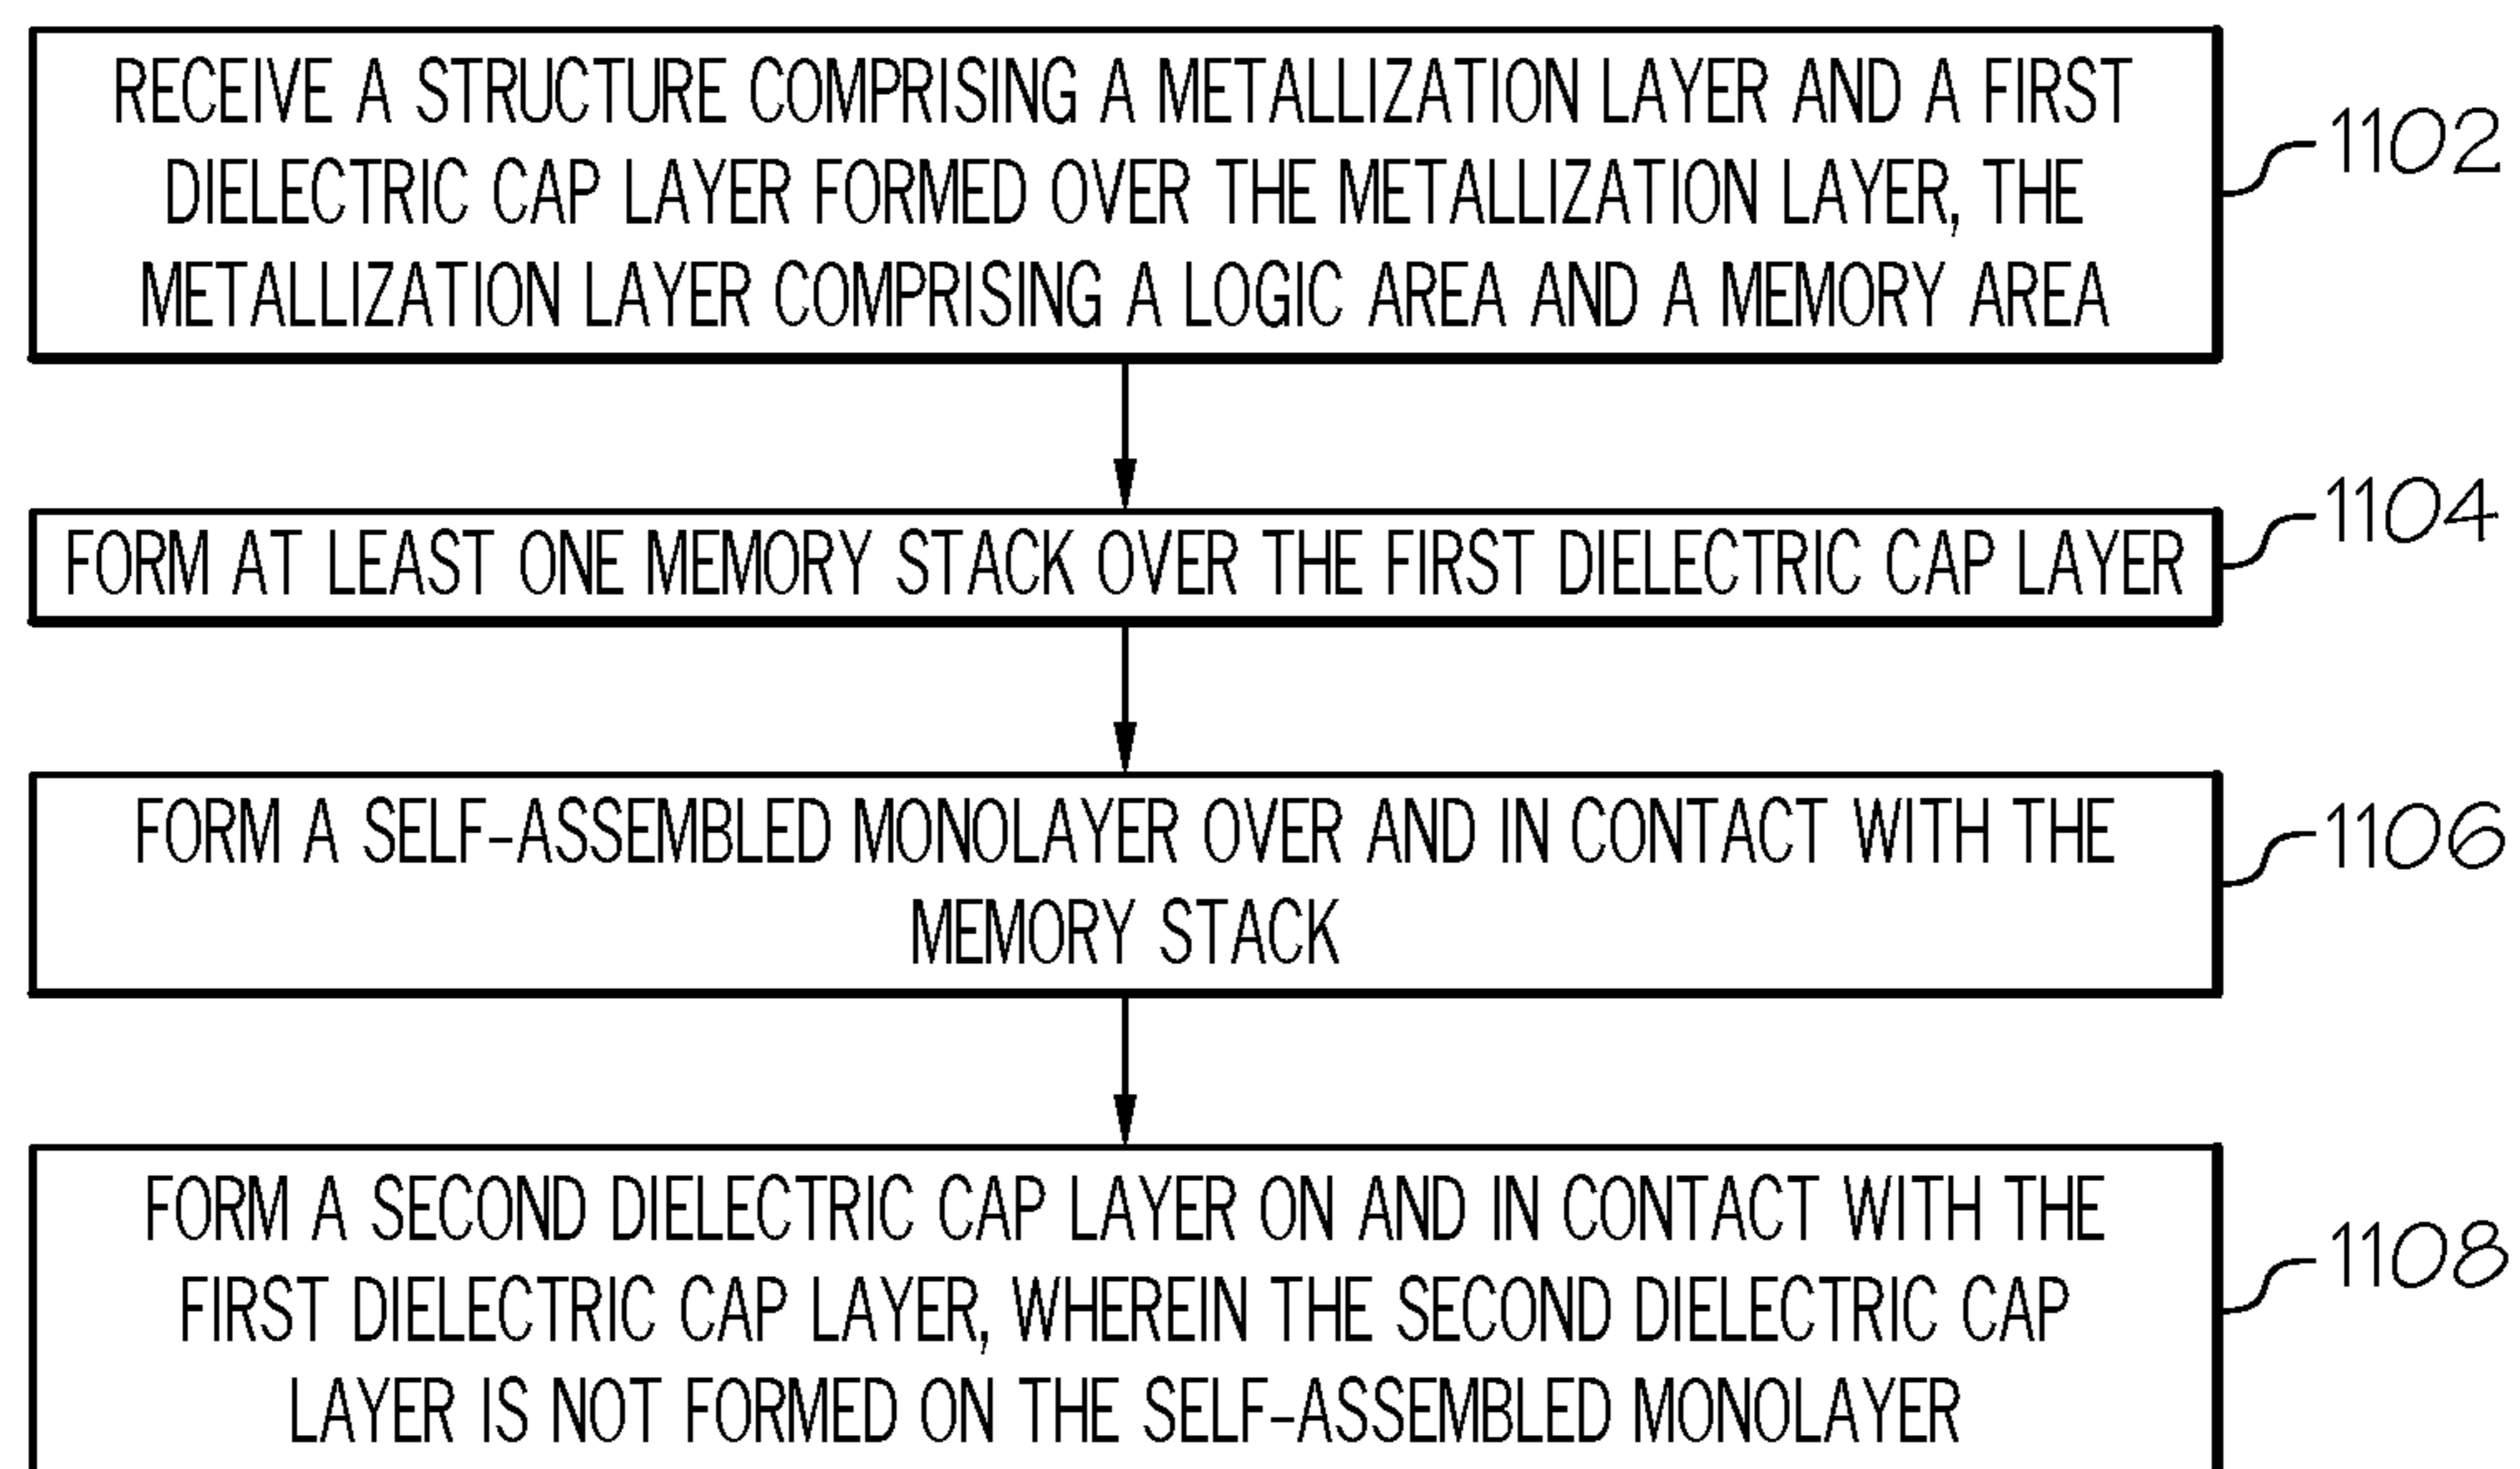 RECEIVE A STRUCTURE COMPRISING A METALLIZATION LAYER AND A FIRST
DIELECTRIC CAP LAYER FORMED OVER THE METALLIZATION LAYER, THE
METALLIZATION LAYER COMPRISING A LOGIC AREA AND A MEMORY AREA
1102
FORM AT LEAST ONE MEMORY STACK OVER THE FIRST DIELECTRIC CAP LAYER
1104
FORM A SELF-ASSEMBLED MONOLAYER OVER AND IN CONTACT WITH THE
MEMORY STACK
1106
FORM A SECOND DIELECTRIC CAP LAYER ON AND IN CONTACT WITH THE
FIRST DIELECTRIC CAP LAYER, WHEREIN THE SECOND DIELECTRIC CAP
LAYER IS NOT FORMED ON THE SELF-ASSEMBLED MONOLAYER
1108